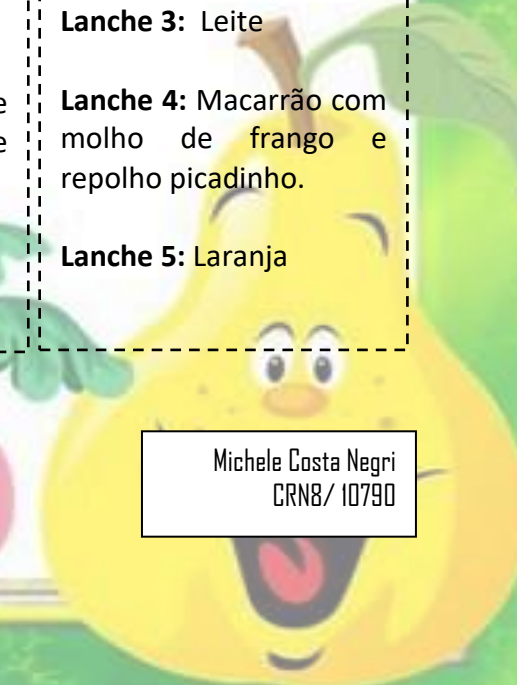 Lanche 3: Leite
e
Lanche 4: Macarrão com
e
molho de frango e
repolho picadinho.
Lanche 5: Laranja
Michele Costa Negri
CRN8/ 10790